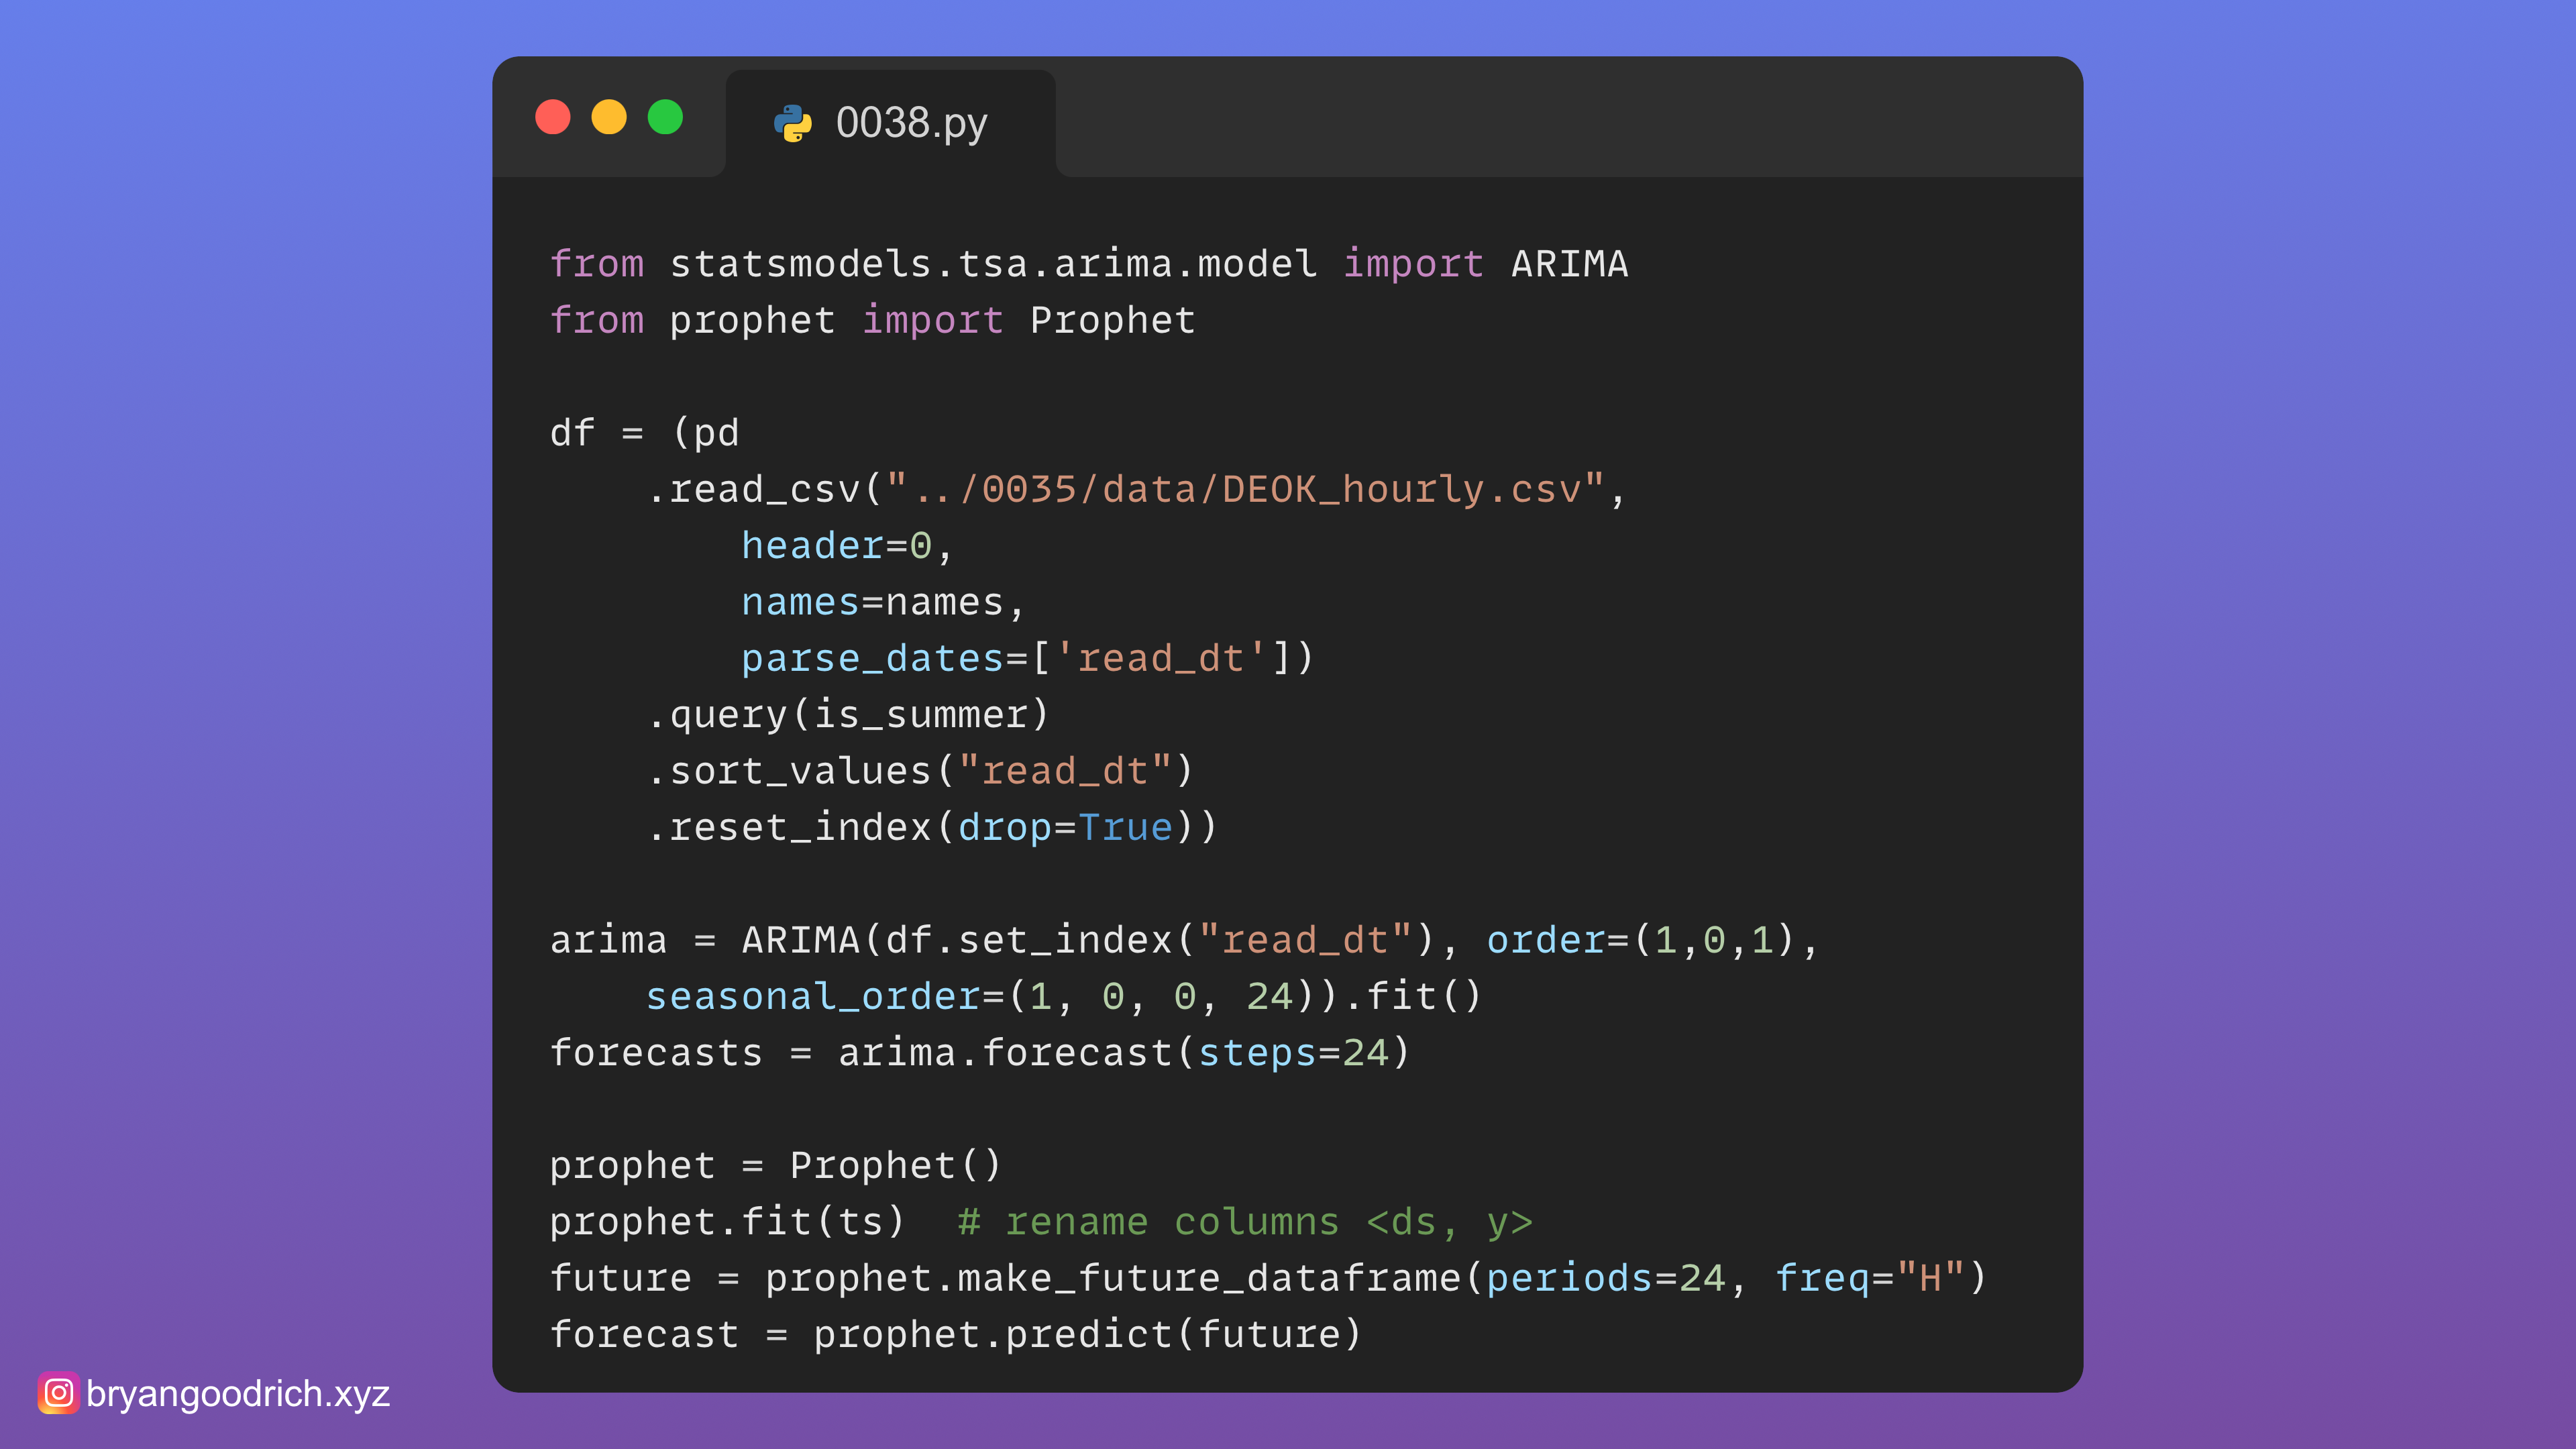 0038.py
from statsmodels.tsa.arima.model import ARIMA
from prophet import Prophet
df = (pd
    .read_csv("../0035/data/DEOK_hourly.csv",
        header=0,
        names=names,
        parse_dates=['read_dt'])
    .query(is_summer)
    .sort_values("read_dt")
    .reset_index(drop=True))
arima = ARIMA(df.set_index("read_dt"), order=(1,0,1),
    seasonal_order=(1, 0, 0, 24)).fit()
forecasts = arima.forecast(steps=24)
prophet = Prophet()
prophet.fit(ts)  # rename columns <ds, y>
future = prophet.make_future_dataframe(periods=24, freq="H")
forecast = prophet.predict(future)
bryangoodrich.xyz